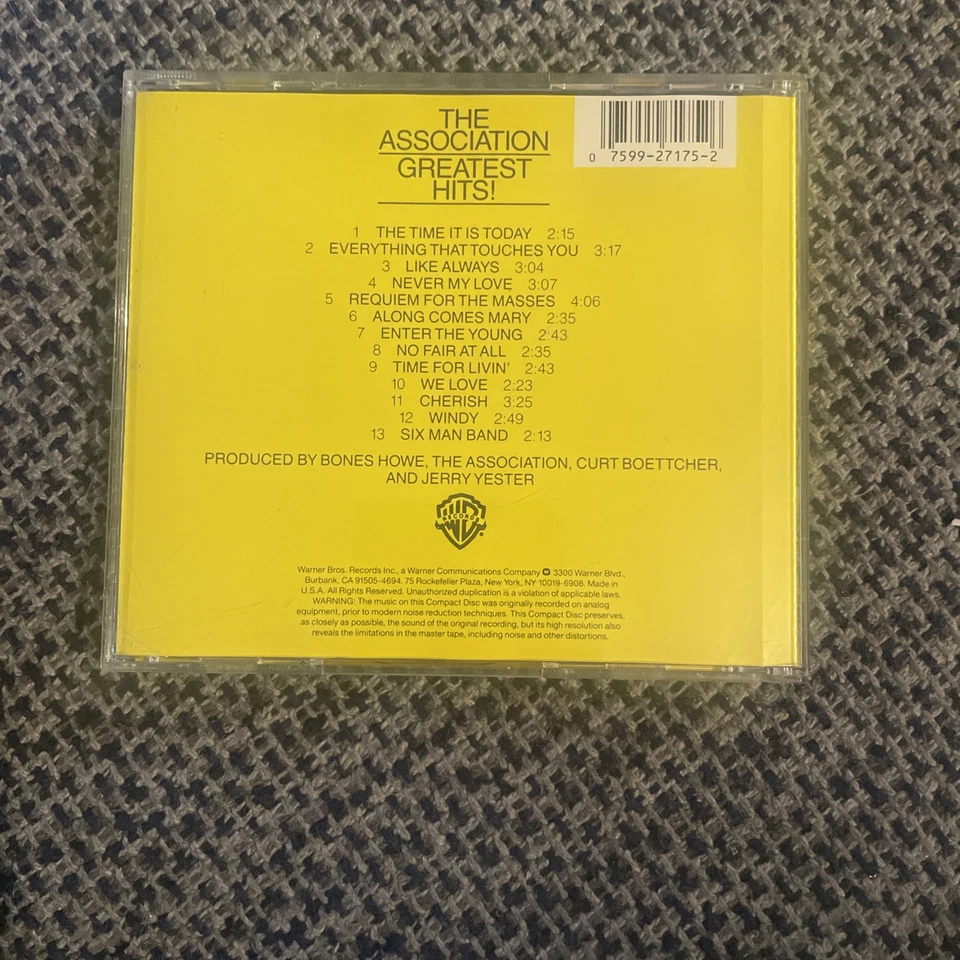 THE
ASSOCIATION
GREATEST
HITS!
0 7599-27175-2
1 THE TIME IT IS TODAY 2:15
2 EVERYTHING THAT TOUCHES YOU 3:17
3 LIKE ALWAYS 3:04
4 NEVER MY LOVE 3:07
5 REQUIEM FOR THE MASSES 4:06
6 ALONG COMES MARY 2:35
7 ENTER THE YOUNG 2:43
8 NO FAIR AT ALL 2:35
9 TIME FOR LIVIN' 2:43
10 WE LOVE 2:23
11 CHERISH 3:25
12 WINDY 2:49
13 SIX MAN BAND 2:13
PRODUCED BY BONES HOWE, THE ASSOCIATION, CURT BOETTCHER,
AND JERRY YESTER
RECORDS
Warner Bros. Records Inc., a Warner Communications Company 3300 Warner Blvd.,
Burbank, CA 91505-4694. 75 Rockefeller Plaza, New York, NY 10019-6908. Made in
U.S.A. All Rights Reserved. Unauthorized duplication is a violation of applicable laws.
WARNING: The music on this Compact Disc was originally recorded on analog
equipment, prior to modern noise reduction techniques. This Compact Disc preserves,
as closely as possible, the sound of the original recording, but its high resolution also
reveals the limitations in the master tape, including noise and other distortions.